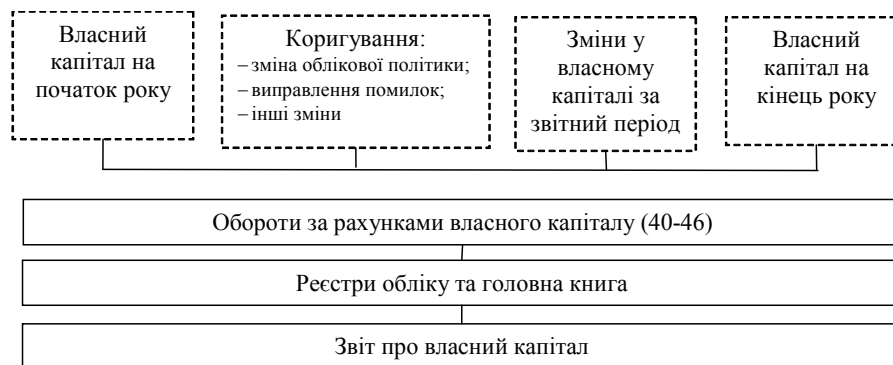 Власний
капітал на
початок року
Коригування:
– зміна облікової політики;
– виправлення помилок;
– інші зміни
Зміни у
власному
капіталі за
звітний період
Власний
капітал на
кінець року
Обороти за рахунками власного капіталу (40-46)
Реєстри обліку та головна книга
Звіт про власний капітал